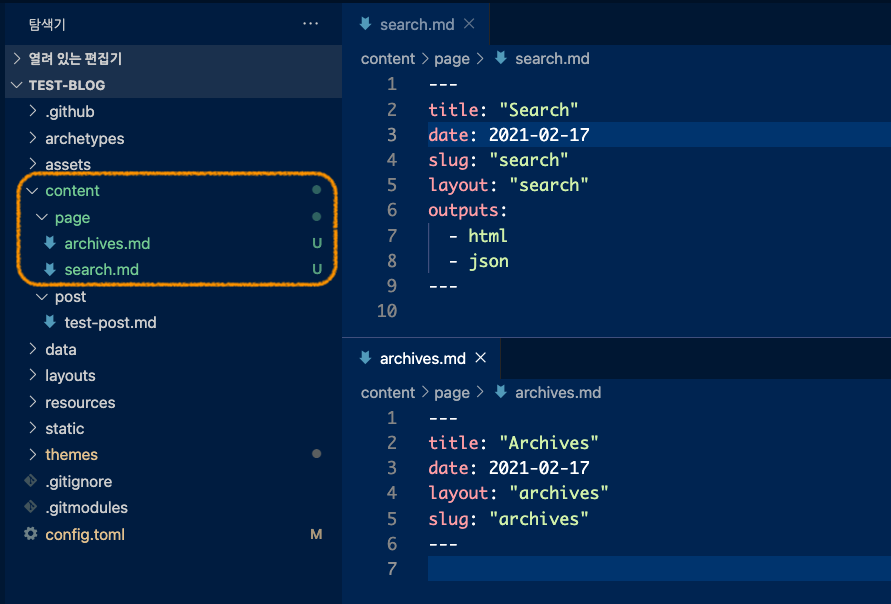 탐색기 ···
열려 있는 편집기
TEST-BLOG
.github
archetypes
assets
content
page
archives.md U
search.md U
post
test-post.md
data
layouts
resources
static
themes
.gitignore
.gitmodules
config.toml M
search.md
content > page > search.md
1 ---
2 title: "Search"
3 date: 2021-02-17
4 slug: "search"
5 layout: "search"
6 outputs:
7 - html
8 - json
9 ---
10
archives.md
content > page > archives.md
1 ---
2 title: "Archives"
3 date: 2021-02-17
4 layout: "archives"
5 slug: "archives"
6 ---
7